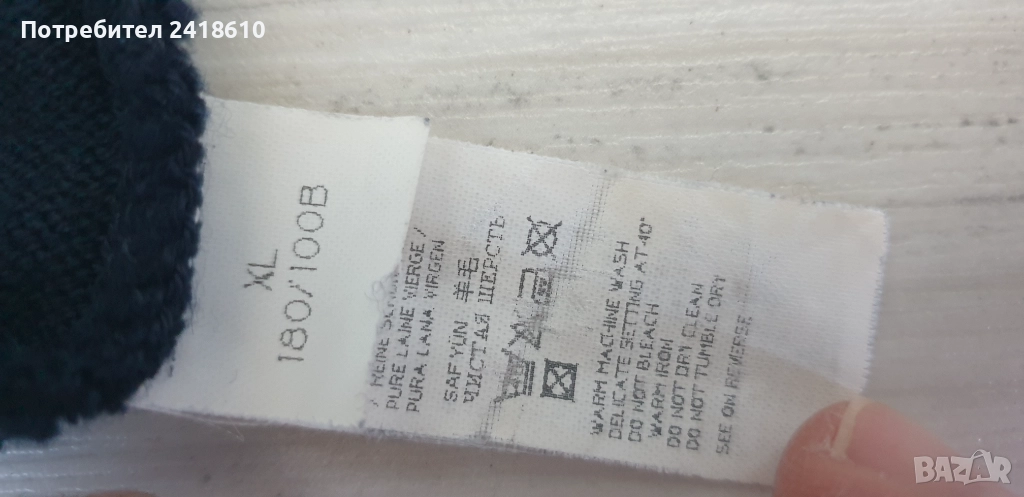 Потребител 2418610
XL
180/100B
/ REINE
PURE LAINE VIERGE /
PURA LANA VIRGEN
SAF YÜN 羊毛
ЧИСТАЯ ШЕРСТЬ
WARM MACHINE WASH
DELICATE SETTING AT 40°
DO NOT BLEACH
WARM IRON
DO NOT DRY CLEAN
DO NOT TUMBLE DRY
SEE ON REVERSE
BAZAR